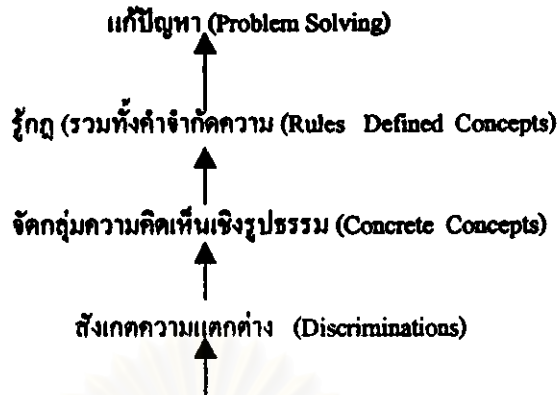 แก้ปัญหา (Problem Solving)
รู้กฎ (รวมทั้งคำจำกัดความ (Rules Defined Concepts)
จัดกลุ่มความคิดเห็นเชิงรูปธรรม (Concrete Concepts)
สังเกตความแตกต่าง (Discriminations)